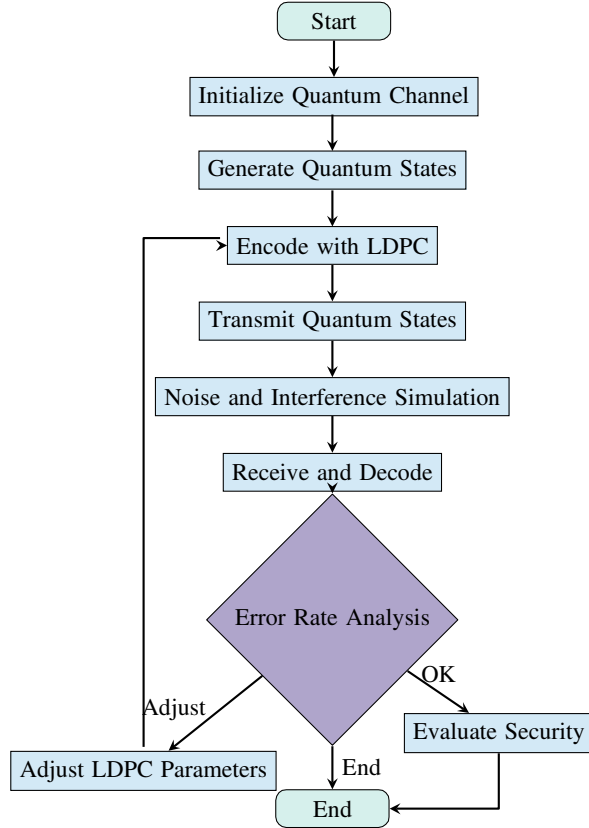 Start
Initialize Quantum Channel
Generate Quantum States
Encode with LDPC
Transmit Quantum States
Noise and Interference Simulation
Receive and Decode
Error Rate Analysis
OK
Adjust
Evaluate Security
Adjust LDPC Parameters
End
End